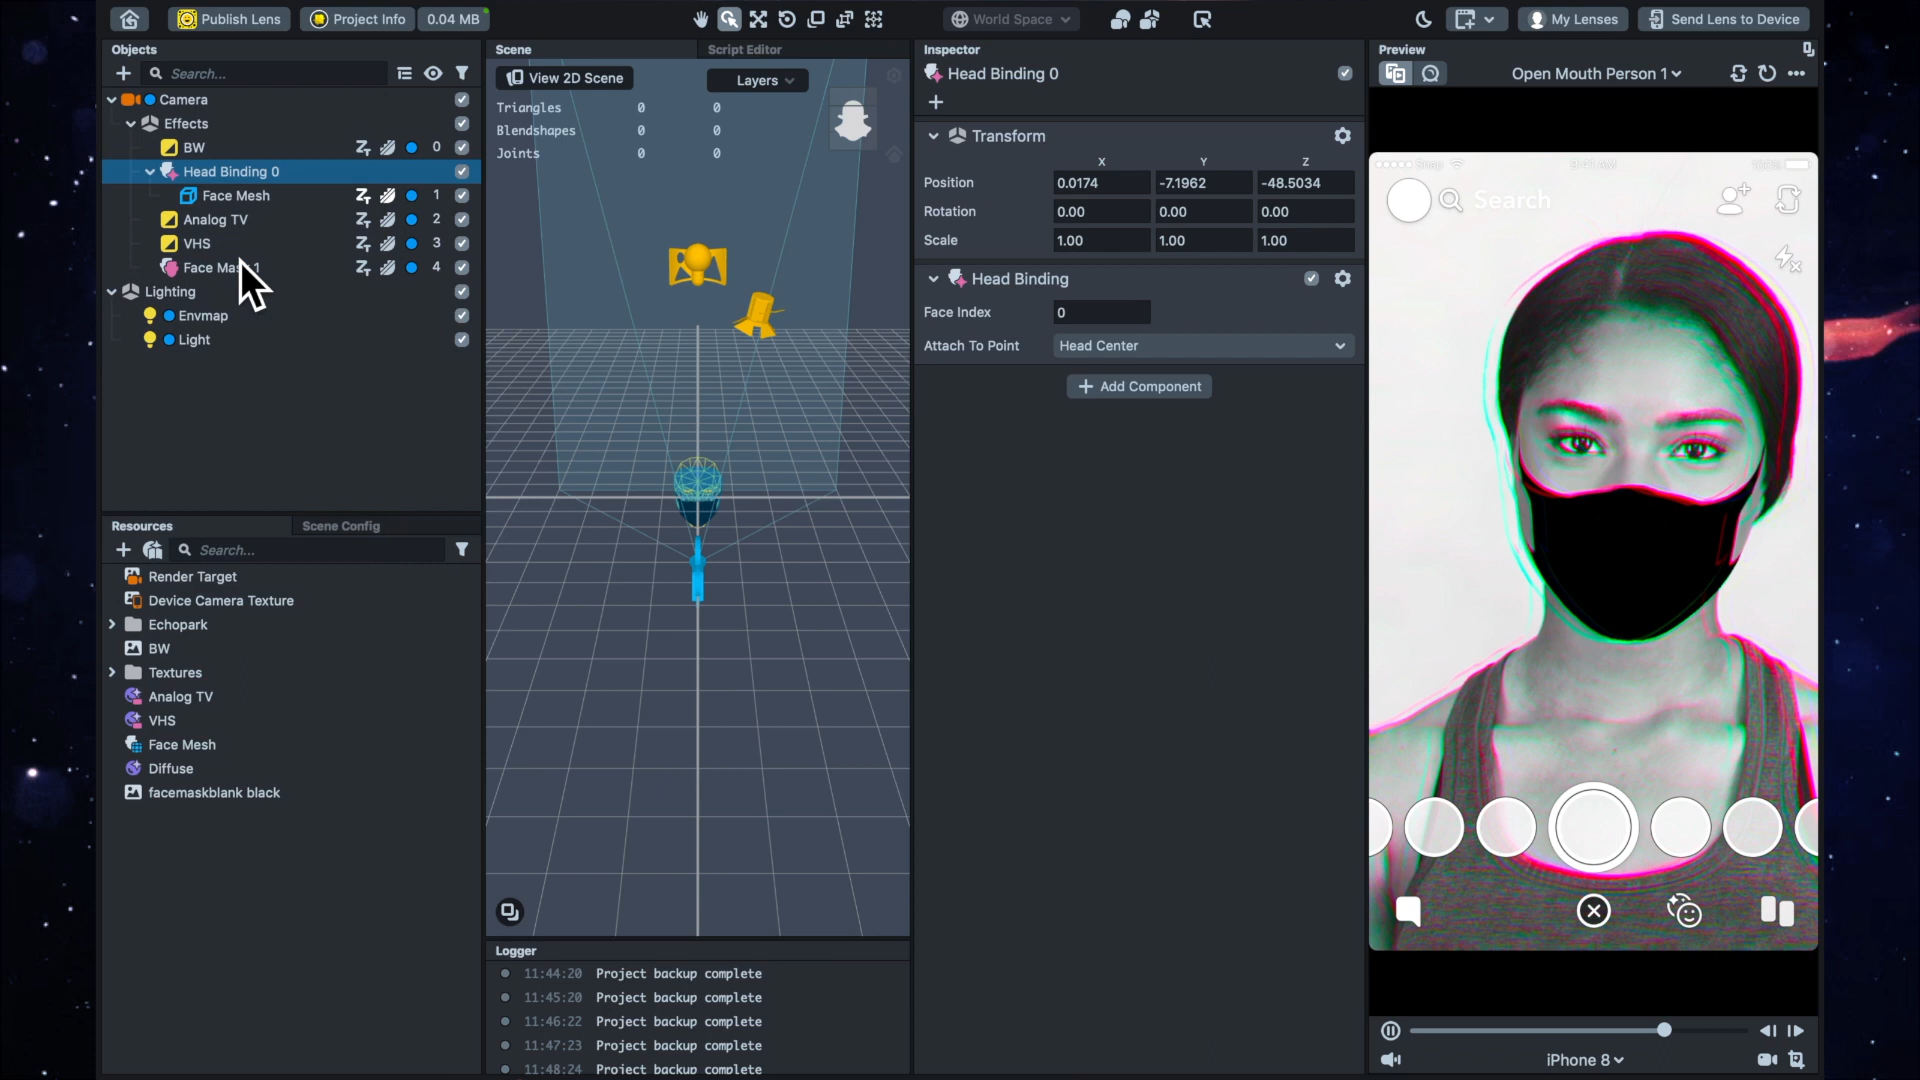 Publish Lens
Project Info
0.04 MB
World Space
My Lenses
Send Lens to Device
Objects
Search...
Camera
Effects
BW 0
Head Binding 0
Face Mesh 1
Analog TV 2
VHS 3
4
Lighting
Envmap
Light
Resources
Scene Config
Search...
Render Target
Device Camera Texture
Echopark
BW
Textures
Analog TV
VHS
Face Mesh
Diffuse
facemaskblank black
Scene
Script Editor
View 2D Scene
Layers
Triangles 0 0
Blendshapes 0 0
Joints 0 0
Logger
11:44:20 Project backup complete
11:45:20 Project backup complete
11:46:22 Project backup complete
11:47:23 Project backup complete
11:48:24 Project backup complete
Inspector
Head Binding 0
Transform
X Y Z
Position 0.0174 -7.1962 -48.5034
Rotation 0.00 0.00 0.00
Scale 1.00 1.00 1.00
Head Binding
Face Index 0
Attach To Point Head Center
Add Component
Preview
Open Mouth Person 1
Snap 9:41 AM 100%
Search
iPhone 8